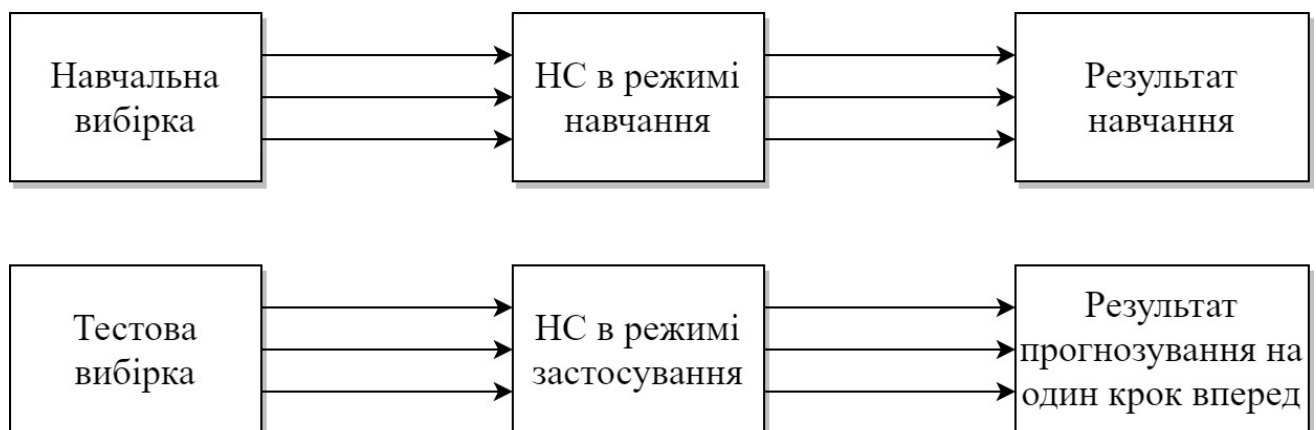 Навчальна
вибірка
НС в режимі
навчання
Результат
навчання
Тестова
вибірка
НС в режимі
застосування
Результат
прогнозування на
один крок вперед